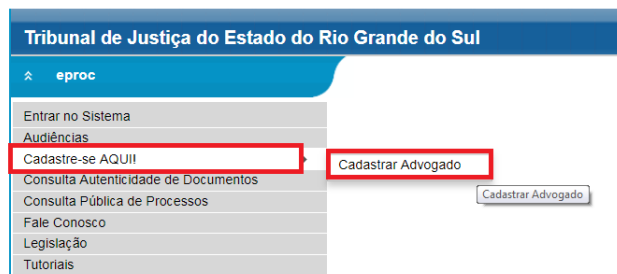 Tribunal de Justiça do Estado do Rio Grande do Sul
eproc
Entrar no Sistema
Audiências
Cadastre-se AQUI!
Cadastrar Advogado
Cadastrar Advogado
Consulta Autenticidade de Documentos
Consulta Pública de Processos
Fale Conosco
Legislação
Tutoriais